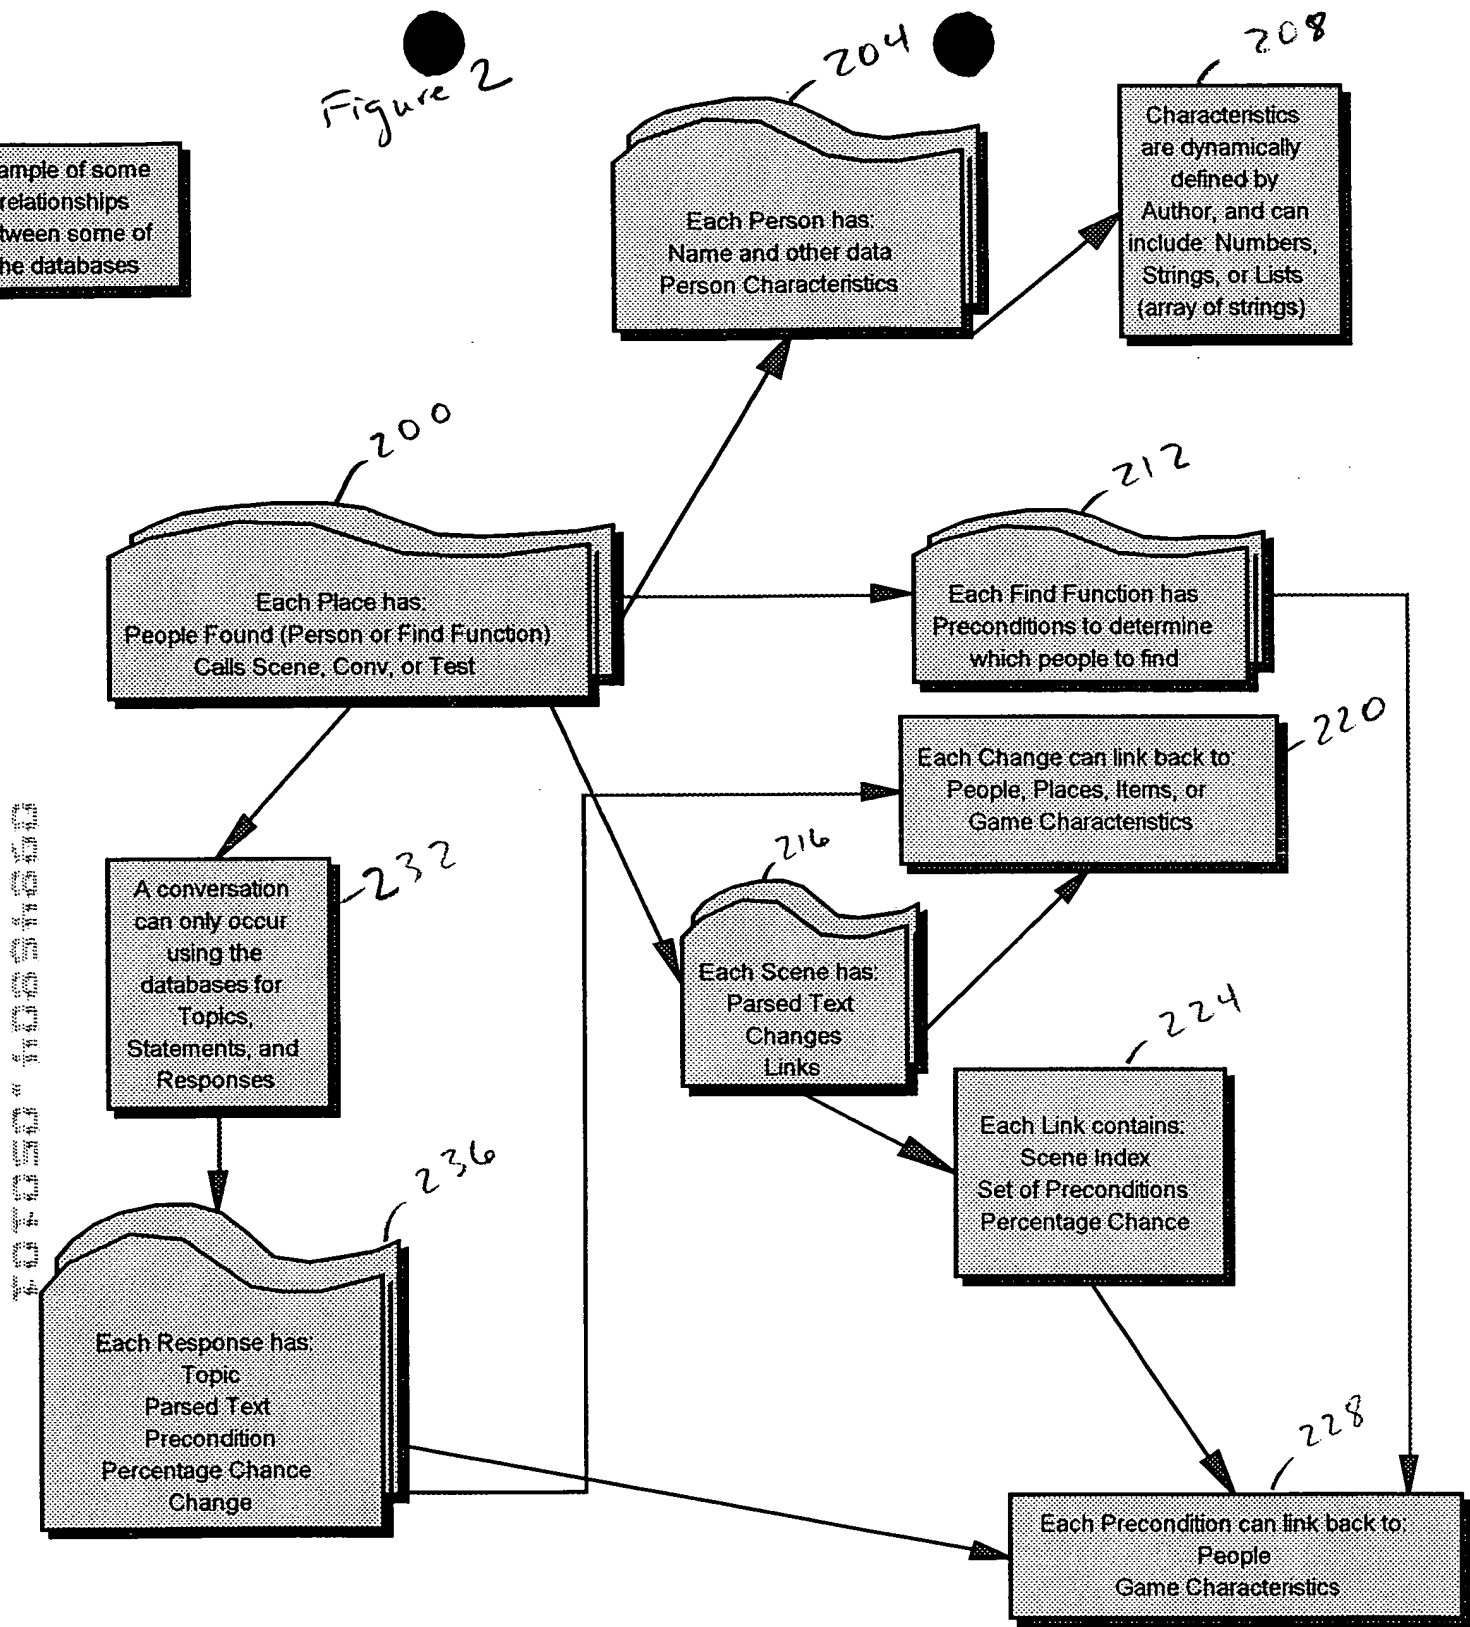 Figure 2
204
208
ample of some
relationships
tween some of
he databases
Each Person has:
Name and other data
Person Characteristics
Characteristics
are dynamically
defined by
Author, and can
include: Numbers,
Strings, or Lists
(array of strings)
200
212
Each Place has:
People Found (Person or Find Function)
Calls Scene, Conv, or Test
Each Find Function has
Preconditions to determine
which people to find
220
Each Change can link back to:
People, Places, Items, or
Game Characteristics
232
A conversation
can only occur
using the
databases for
Topics,
Statements, and
Responses
216
Each Scene has:
Parsed Text
Changes
Links
224
Each Link contains:
Scene Index
Set of Preconditions
Percentage Chance
236
Each Response has:
Topic
Parsed Text
Precondition
Percentage Chance
Change
228
Each Precondition can link back to:
People
Game Characteristics